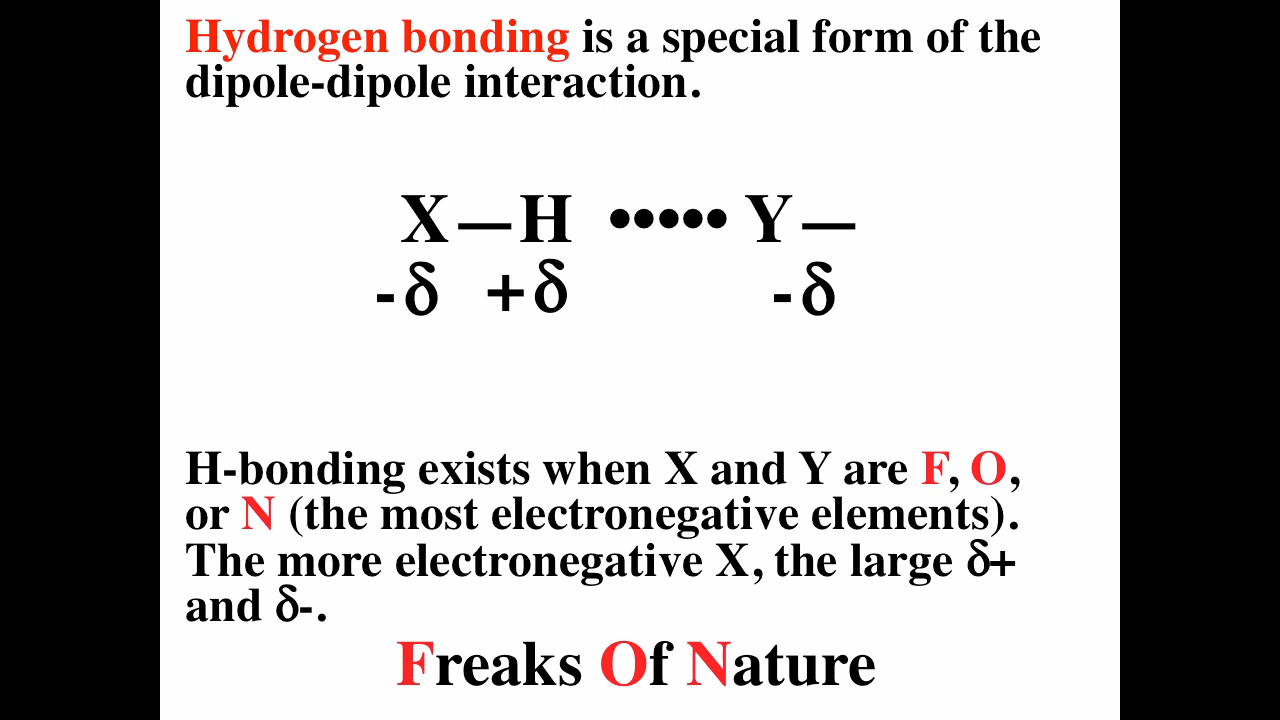 Hydrogen bonding is a special form of the
dipole-dipole interaction.
X—H ••••• Y—
-δ +δ -δ
H-bonding exists when X and Y are F, O,
or N (the most electronegative elements).
The more electronegative X, the large δ+
and δ-.
Freaks Of Nature